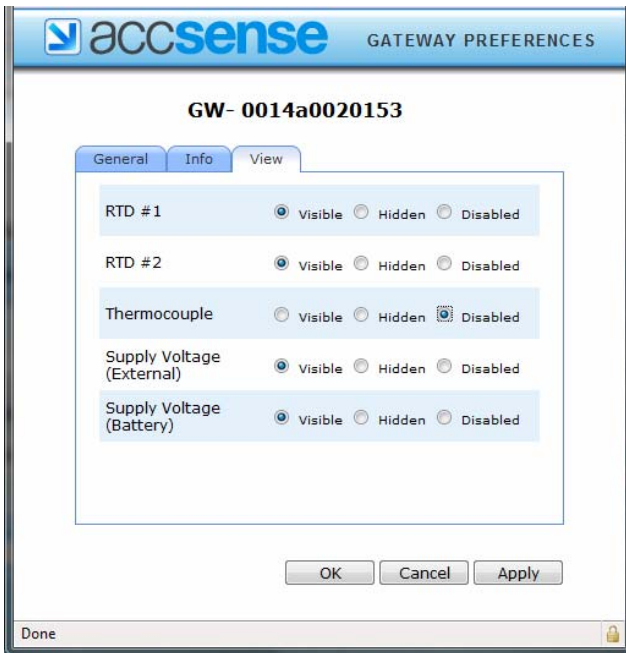 accsense GATEWAY PREFERENCES
GW- 0014a0020153
General Info View
RTD #1 Visible Hidden Disabled
RTD #2 Visible Hidden Disabled
Thermocouple Visible Hidden Disabled
Supply Voltage
(External) Visible Hidden Disabled
Supply Voltage
(Battery) Visible Hidden Disabled
OK Cancel Apply
Done